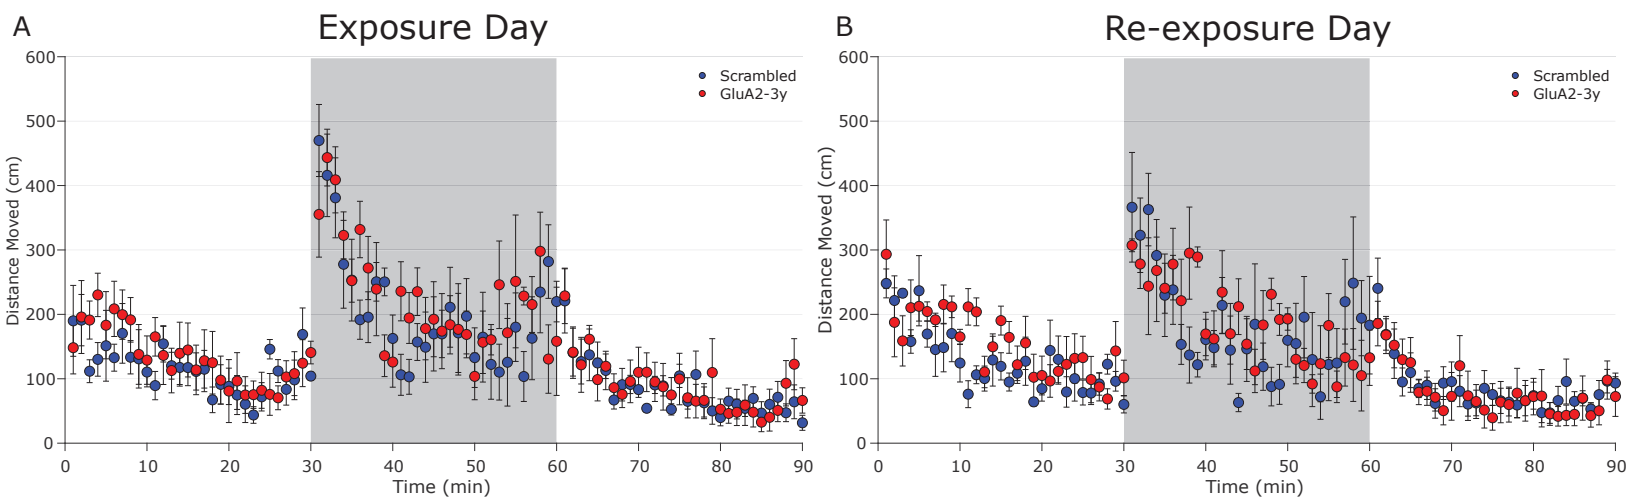 A
Exposure Day
600
500
400
300
200
100
0
Distance Moved (cm)
Scrambled
GluA2-3y
0 10 20 30 40 50 60 70 80 90
Time (min)
B
Re-exposure Day
600
500
400
300
200
100
0
Distance Moved (cm)
Scrambled
GluA2-3y
0 10 20 30 40 50 60 70 80 90
Time (min)